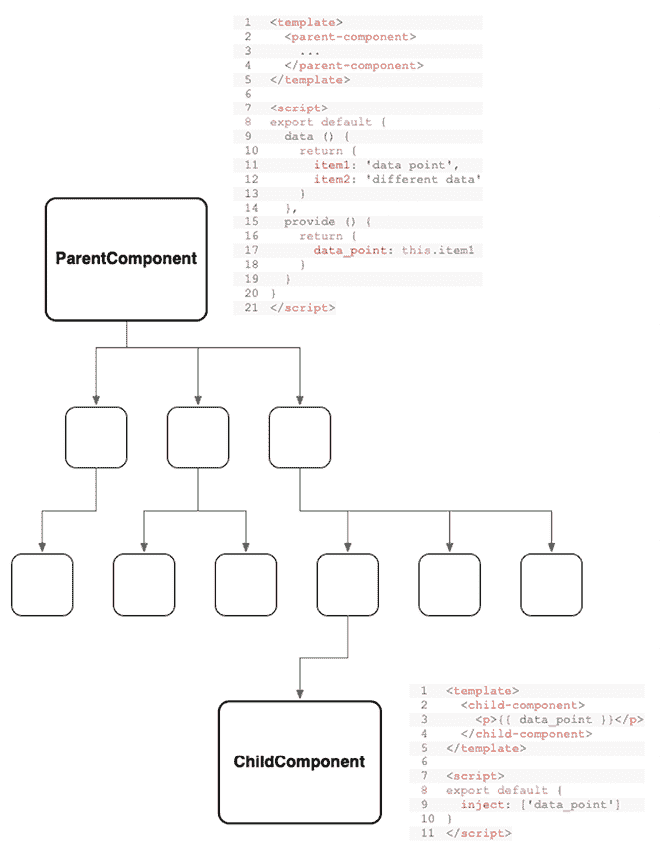 1 <template>
2   <parent-component>
3     ...
4   </parent-component>
5 </template>
6
7 <script>
8 export default {
9   data () {
10     return {
11       item1: 'data point',
12       item2: 'different data'
13     }
14   },
15   provide () {
16     return {
17       data_point: this.item1
18     }
19   }
20 }
21 </script>
ParentComponent
ChildComponent
1 <template>
2   <child-component>
3     <p>{{ data_point }}</p>
4   </child-component>
5 </template>
6
7 <script>
8 export default {
9   inject: ['data_point']
10 }
11 </script>